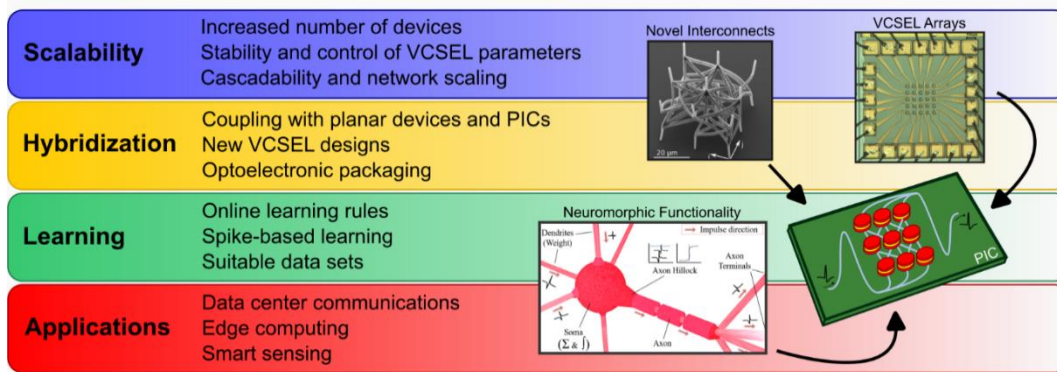 Scalability
Increased number of devices
Stability and control of VCSEL parameters
Cascadability and network scaling
Hybridization
Coupling with planar devices and PICs
New VCSEL designs
Optoelectronic packaging
Learning
Online learning rules
Spike-based learning
Suitable data sets
Applications
Data center communications
Edge computing
Smart sensing
Novel Interconnects
20 μm
VCSEL Arrays
Neuromorphic Functionality
Dendrites
(Weight)
Impulse direction
Axon Hillock
Axon
Terminals
Soma
(Σ & ∫)
Axon
PIC